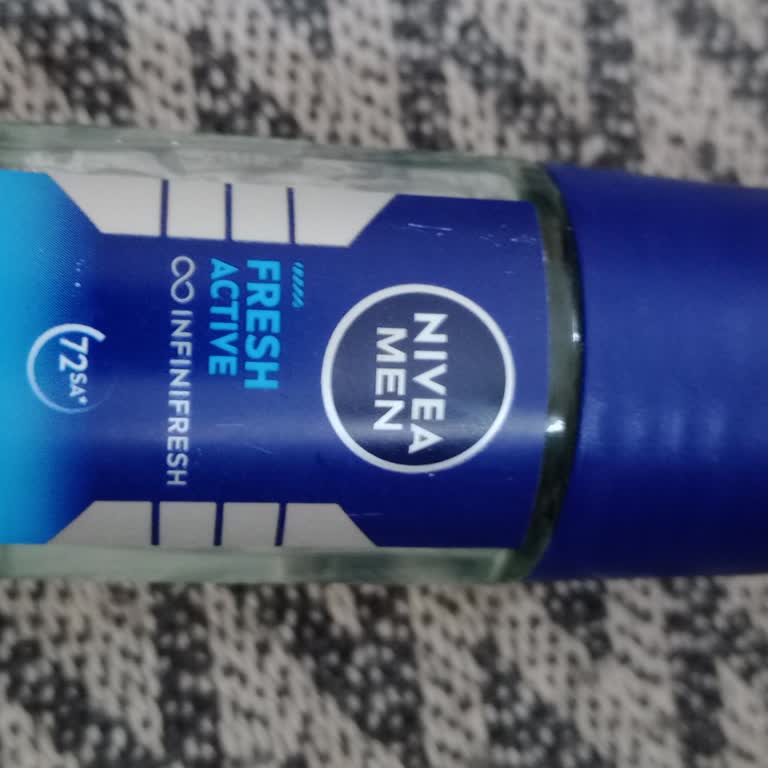 NIVEA
MEN
FRESH
ACTIVE
∞ INFINIFRESH
72SA*